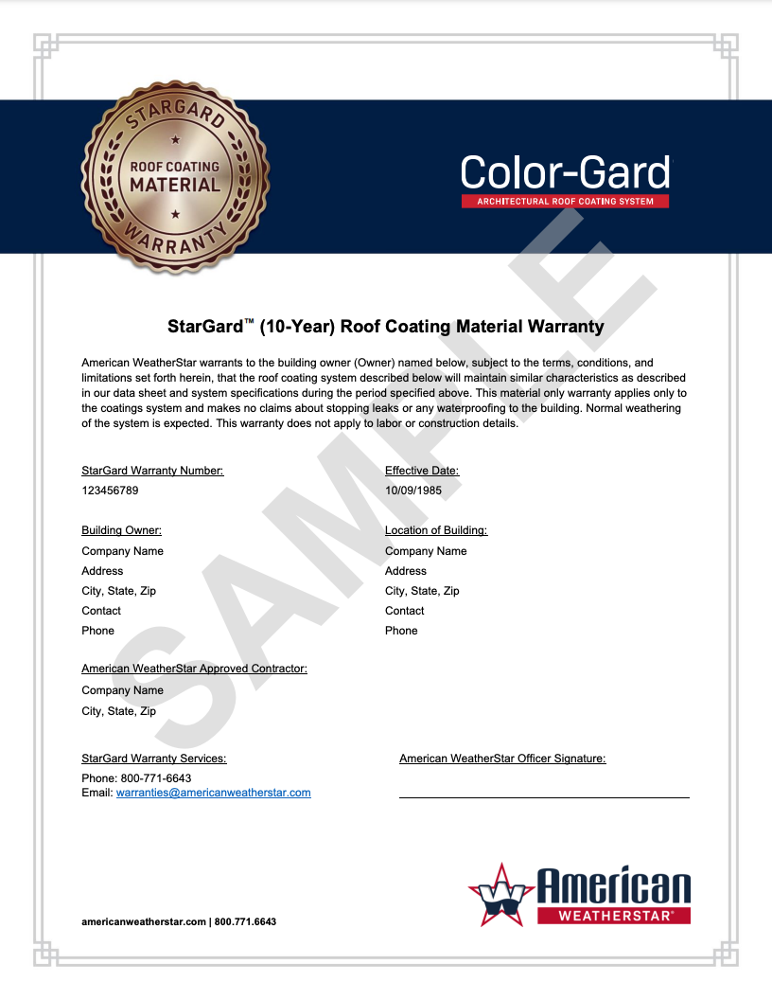 STARGARD
ROOF COATING
MATERIAL
WARRANTY
Color-Gard
ARCHITECTURAL ROOF COATING SYSTEM
SAMPLE
StarGard™ (10-Year) Roof Coating Material Warranty
American WeatherStar warrants to the building owner (Owner) named below, subject to the terms, conditions, and
limitations set forth herein, that the roof coating system described below will maintain similar characteristics as described
in our data sheet and system specifications during the period specified above. This material only warranty applies only to
the coatings system and makes no claims about stopping leaks or any waterproofing to the building. Normal weathering
of the system is expected. This warranty does not apply to labor or construction details.
StarGard Warranty Number:
123456789
Effective Date:
10/09/1985
Building Owner:
Company Name
Address
City, State, Zip
Contact
Phone
Location of Building:
Company Name
Address
City, State, Zip
Contact
Phone
American WeatherStar Approved Contractor:
Company Name
City, State, Zip
StarGard Warranty Services:
Phone: 800-771-6643
Email: warranties@americanweatherstar.com
American WeatherStar Officer Signature:
W
American
WEATHERSTAR®
americanweatherstar.com | 800.771.6643